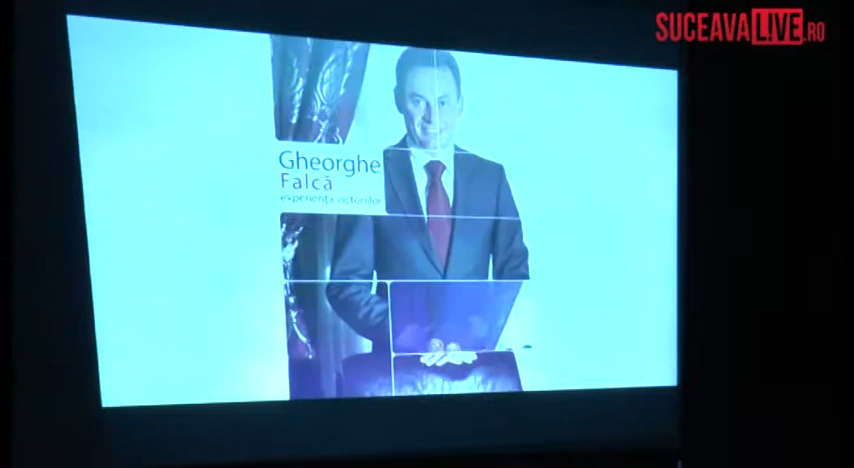 SUCEAVALIVE.RO
Gheorghe
Falcă
experiența victoriilor